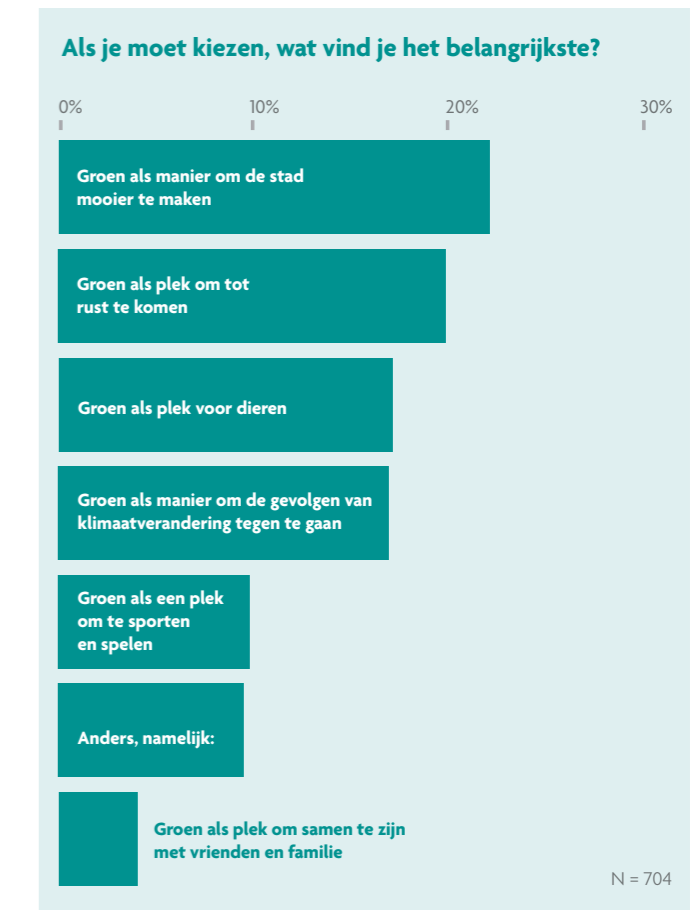 Als je moet kiezen, wat vind je het belangrijkste?
0% 10% 20% 30%
Groen als manier om de stad
mooier te maken
Groen als plek om tot
rust te komen
Groen als plek voor dieren
Groen als manier om de gevolgen van
klimaatverandering tegen te gaan
Groen als een plek
om te sporten
en spelen
Anders, namelijk:
Groen als plek om samen te zijn
met vrienden en familie
N = 704